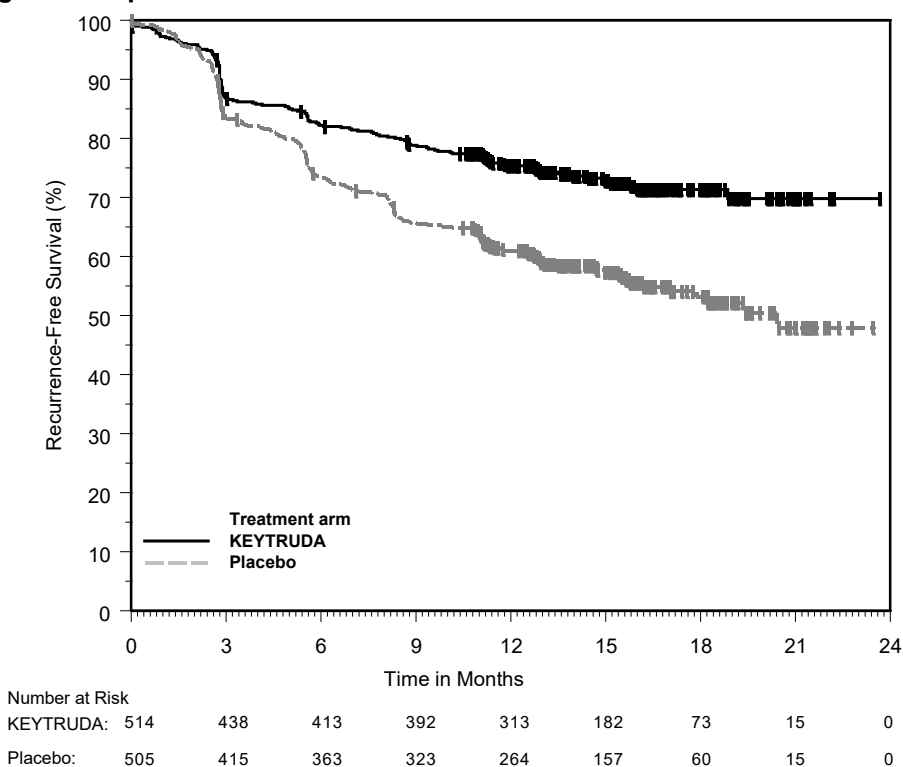 100
90
80
70
60
50
40
30
20
10
0
Recurrence-Free Survival (%)
Treatment arm
KEYTRUDA
Placebo
0 3 6 9 12 15 18 21 24
Time in Months
Number at Risk
KEYTRUDA: 514 438 413 392 313 182 73 15 0
Placebo: 505 415 363 323 264 157 60 15 0